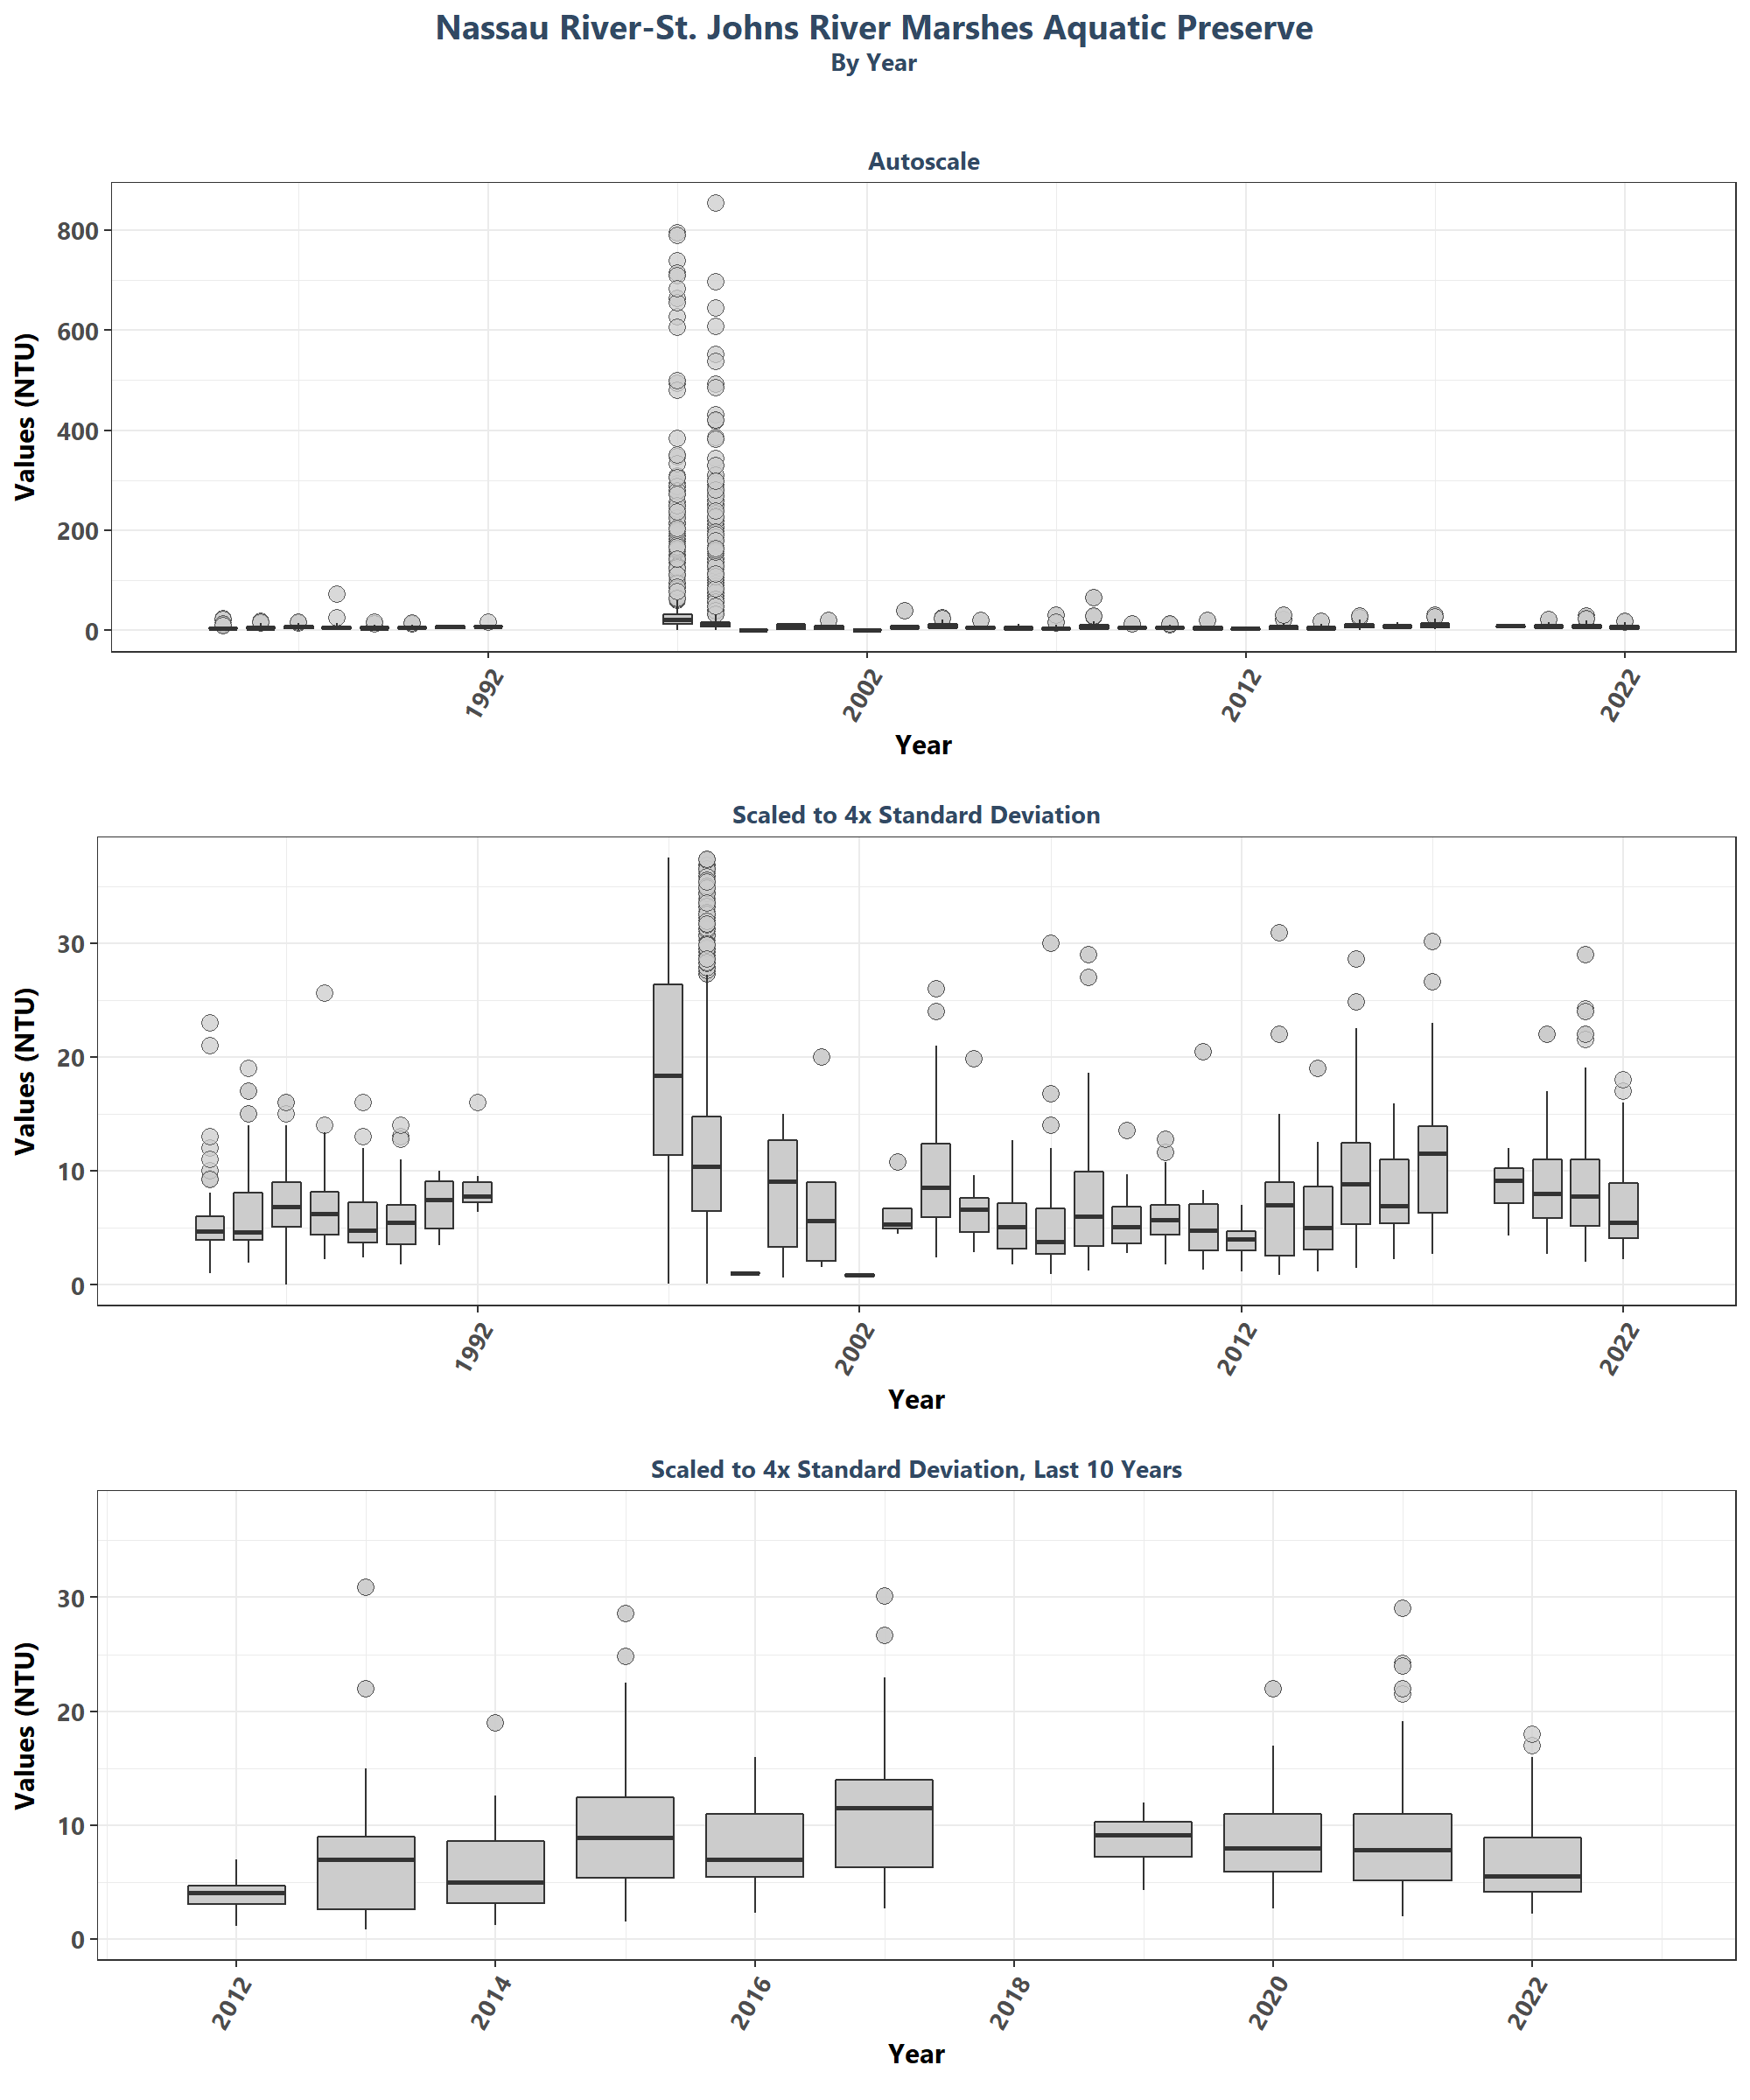 Nassau River-St. Johns River Marshes Aquatic Preserve
By Year
Autoscale
Values (NTU)
800
600
400
200
0
1992
2002
2012
2022
Year
Scaled to 4x Standard Deviation
Values (NTU)
30
20
10
0
1992
2002
2012
2022
Year
Scaled to 4x Standard Deviation, Last 10 Years
Values (NTU)
30
20
10
0
2012
2014
2016
2018
2020
2022
Year